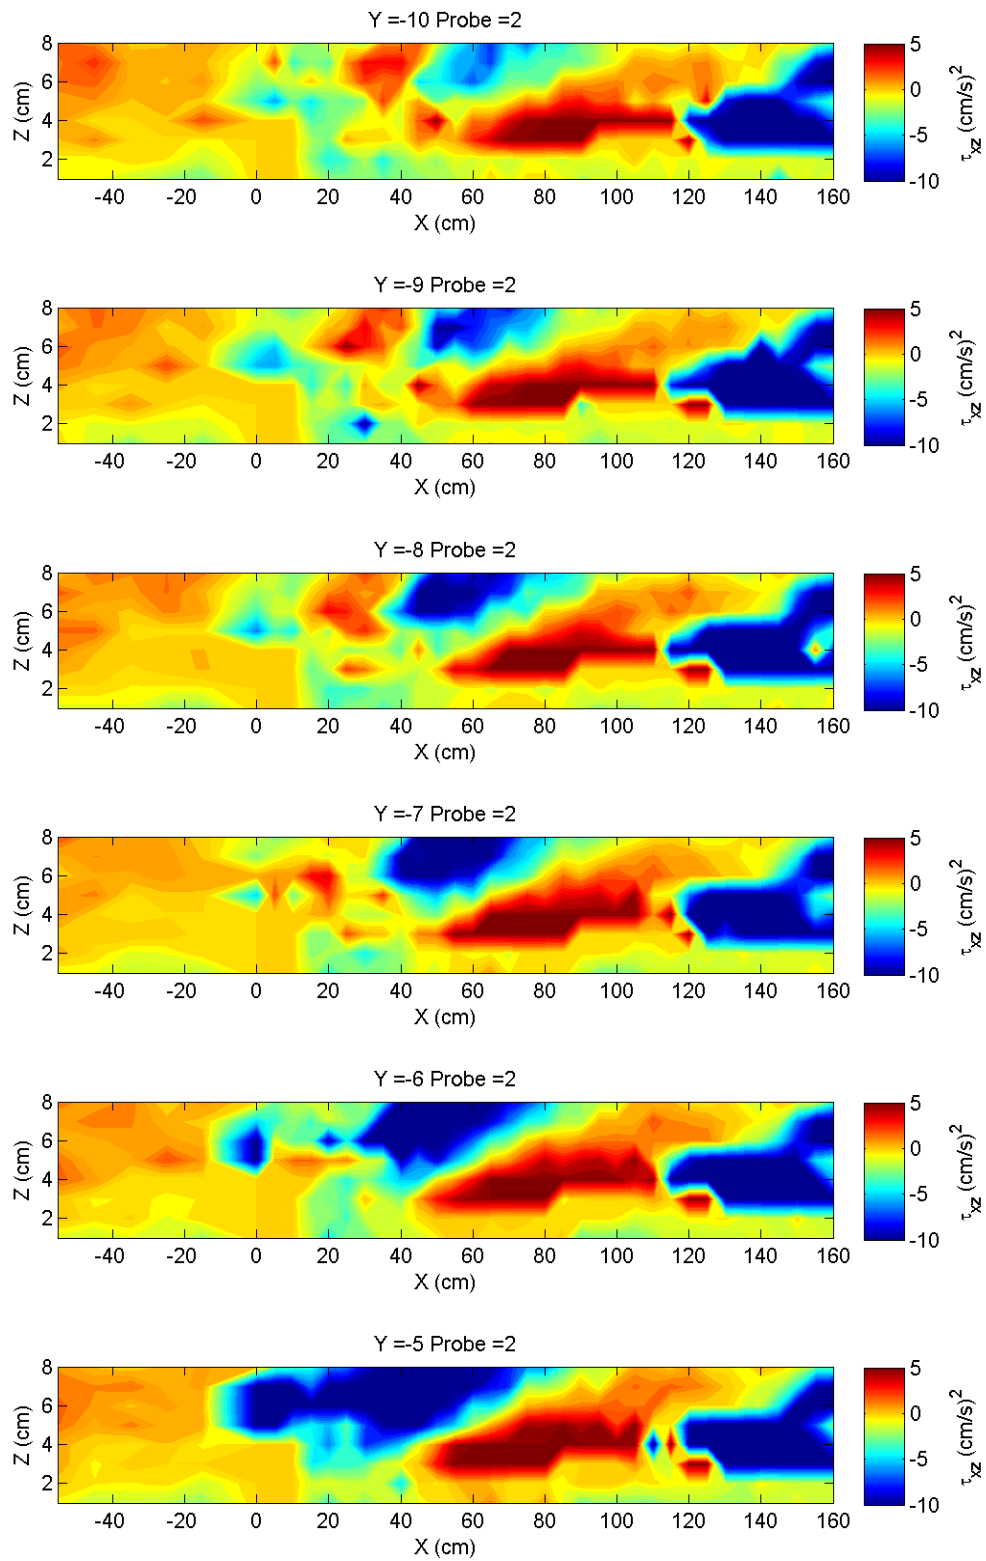 Y =-10 Probe =2
8
6
4
2
Z (cm)
-40 -20 0 20 40 60 80 100 120 140 160
X (cm)
5
0
-5
-10
τxz (cm/s)²
Y =-9 Probe =2
8
6
4
2
Z (cm)
-40 -20 0 20 40 60 80 100 120 140 160
X (cm)
5
0
-5
-10
τxz (cm/s)²
Y =-8 Probe =2
8
6
4
2
Z (cm)
-40 -20 0 20 40 60 80 100 120 140 160
X (cm)
5
0
-5
-10
τxz (cm/s)²
Y =-7 Probe =2
8
6
4
2
Z (cm)
-40 -20 0 20 40 60 80 100 120 140 160
X (cm)
5
0
-5
-10
τxz (cm/s)²
Y =-6 Probe =2
8
6
4
2
Z (cm)
-40 -20 0 20 40 60 80 100 120 140 160
X (cm)
5
0
-5
-10
τxz (cm/s)²
Y =-5 Probe =2
8
6
4
2
Z (cm)
-40 -20 0 20 40 60 80 100 120 140 160
X (cm)
5
0
-5
-10
τxz (cm/s)²